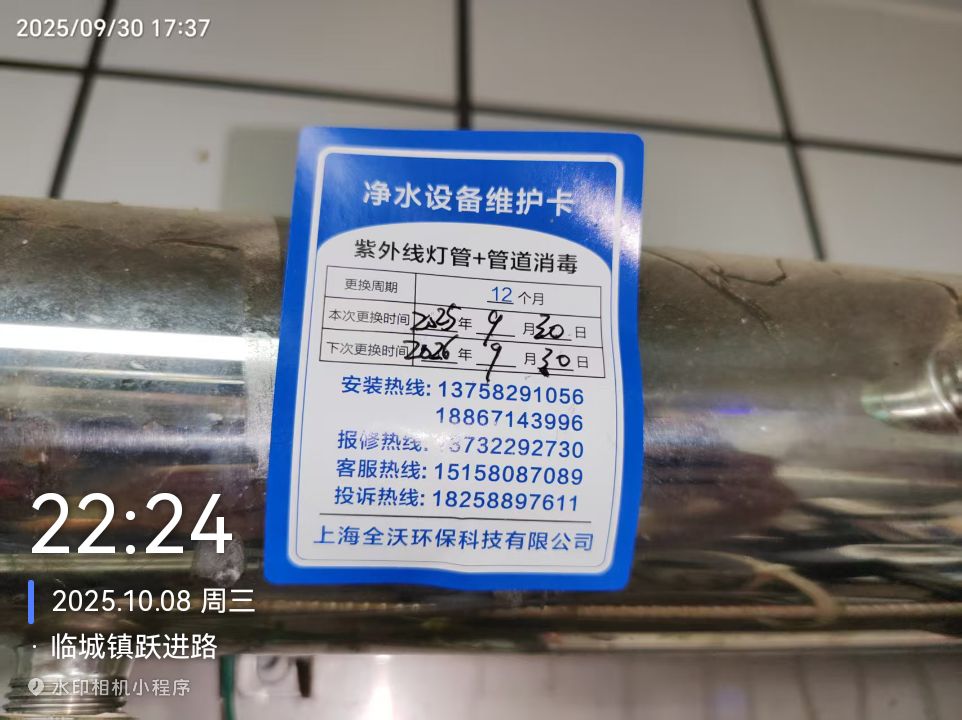 2025/09/30 17:37
净水设备维护卡
紫外线灯管+管道消毒
更换周期 12 个月
本次更换时间 2025 年 9 月 30 日
下次更换时间 2026 年 9 月 30 日
安装热线: 13758291056
18867143996
报修热线: 13732292730
客服热线: 15158087089
投诉热线: 18258897611
上海全沃环保科技有限公司
22:24
2025.10.08 周三
· 临城镇跃进路
水印相机小程序